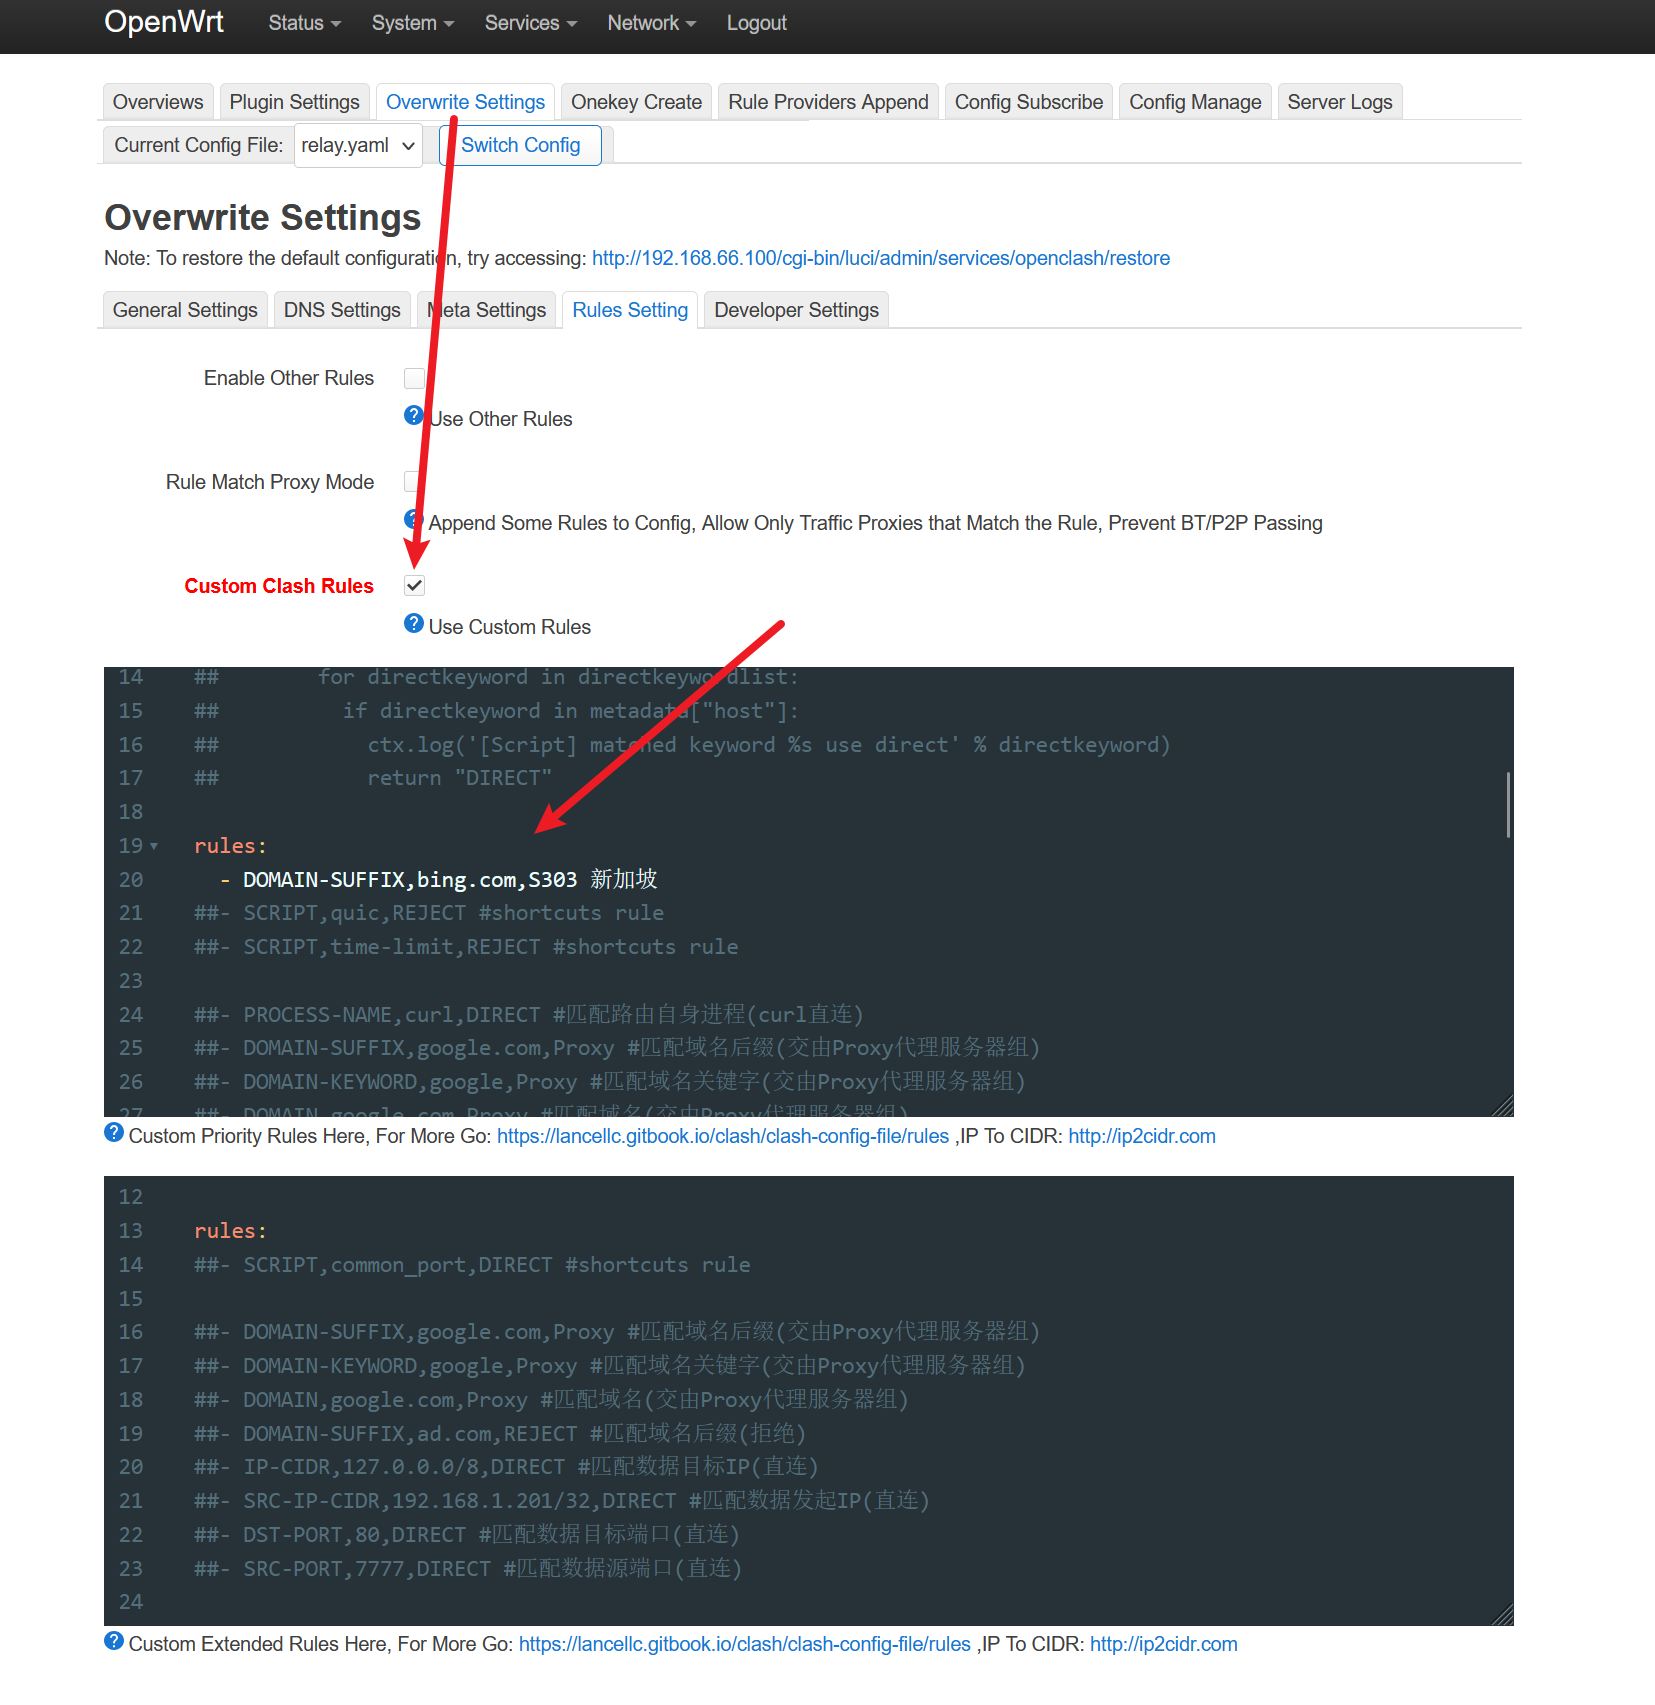 OpenWrt Status System Services Network Logout
Overviews Plugin Settings Overwrite Settings Onekey Create Rule Providers Append Config Subscribe Config Manage Server Logs
Current Config File: relay.yaml Switch Config
Overwrite Settings
Note: To restore the default configuration, try accessing: http://192.168.66.100/cgi-bin/luci/admin/services/openclash/restore
General Settings DNS Settings Meta Settings Rules Setting Developer Settings
Enable Other Rules
Use Other Rules
Rule Match Proxy Mode
Append Some Rules to Config, Allow Only Traffic Proxies that Match the Rule, Prevent BT/P2P Passing
Custom Clash Rules
Use Custom Rules
14 ## for directkeyword in directkeywordlist:
15 ## if directkeyword in metadata["host"]:
16 ## ctx.log('[Script] matched keyword %s use direct' % directkeyword)
17 ## return "DIRECT"
18
19 rules:
20 - DOMAIN-SUFFIX,bing.com,S303 新加坡
21 ##- SCRIPT,quic,REJECT #shortcuts rule
22 ##- SCRIPT,time-limit,REJECT #shortcuts rule
23
24 ##- PROCESS-NAME,curl,DIRECT #匹配路由自身进程(curl直连)
25 ##- DOMAIN-SUFFIX,google.com,Proxy #匹配域名后缀(交由Proxy代理服务器组)
26 ##- DOMAIN-KEYWORD,google,Proxy #匹配域名关键字(交由Proxy代理服务器组)
27 ##- DOMAIN,google.com,Proxy #匹配域名(交由Proxy代理服务器组)
Custom Priority Rules Here, For More Go: https://lancellc.gitbook.io/clash/clash-config-file/rules ,IP To CIDR: http://ip2cidr.com
12
13 rules:
14 ##- SCRIPT,common_port,DIRECT #shortcuts rule
15
16 ##- DOMAIN-SUFFIX,google.com,Proxy #匹配域名后缀(交由Proxy代理服务器组)
17 ##- DOMAIN-KEYWORD,google,Proxy #匹配域名关键字(交由Proxy代理服务器组)
18 ##- DOMAIN,google.com,Proxy #匹配域名(交由Proxy代理服务器组)
19 ##- DOMAIN-SUFFIX,ad.com,REJECT #匹配域名后缀(拒绝)
20 ##- IP-CIDR,127.0.0.0/8,DIRECT #匹配数据目标IP(直连)
21 ##- SRC-IP-CIDR,192.168.1.201/32,DIRECT #匹配数据发起IP(直连)
22 ##- DST-PORT,80,DIRECT #匹配数据目标端口(直连)
23 ##- SRC-PORT,7777,DIRECT #匹配数据源端口(直连)
24
Custom Extended Rules Here, For More Go: https://lancellc.gitbook.io/clash/clash-config-file/rules ,IP To CIDR: http://ip2cidr.com